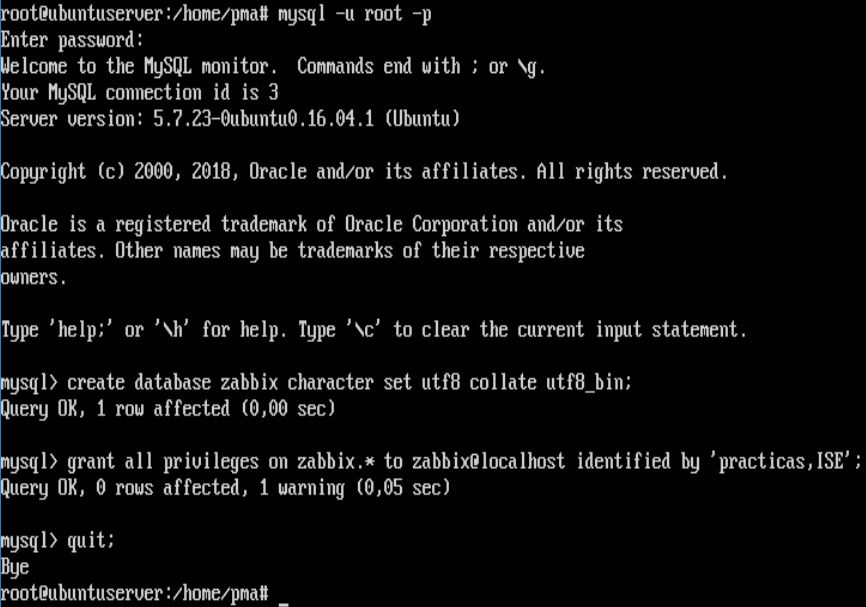 root@ubuntuserver:/home/pma# mysql -u root -p
Enter password:
Welcome to the MySQL monitor.  Commands end with ; or \g.
Your MySQL connection id is 3
Server version: 5.7.23-0ubuntu0.16.04.1 (Ubuntu)
Copyright (c) 2000, 2018, Oracle and/or its affiliates. All rights reserved.
Oracle is a registered trademark of Oracle Corporation and/or its
affiliates. Other names may be trademarks of their respective
owners.
Type 'help;' or '\h' for help. Type '\c' to clear the current input statement.
mysql> create database zabbix character set utf8 collate utf8_bin;
Query OK, 1 row affected (0,00 sec)
mysql> grant all privileges on zabbix.* to zabbix@localhost identified by 'practicas,ISE';
Query OK, 0 rows affected, 1 warning (0,05 sec)
mysql> quit;
Bye
root@ubuntuserver:/home/pma# _